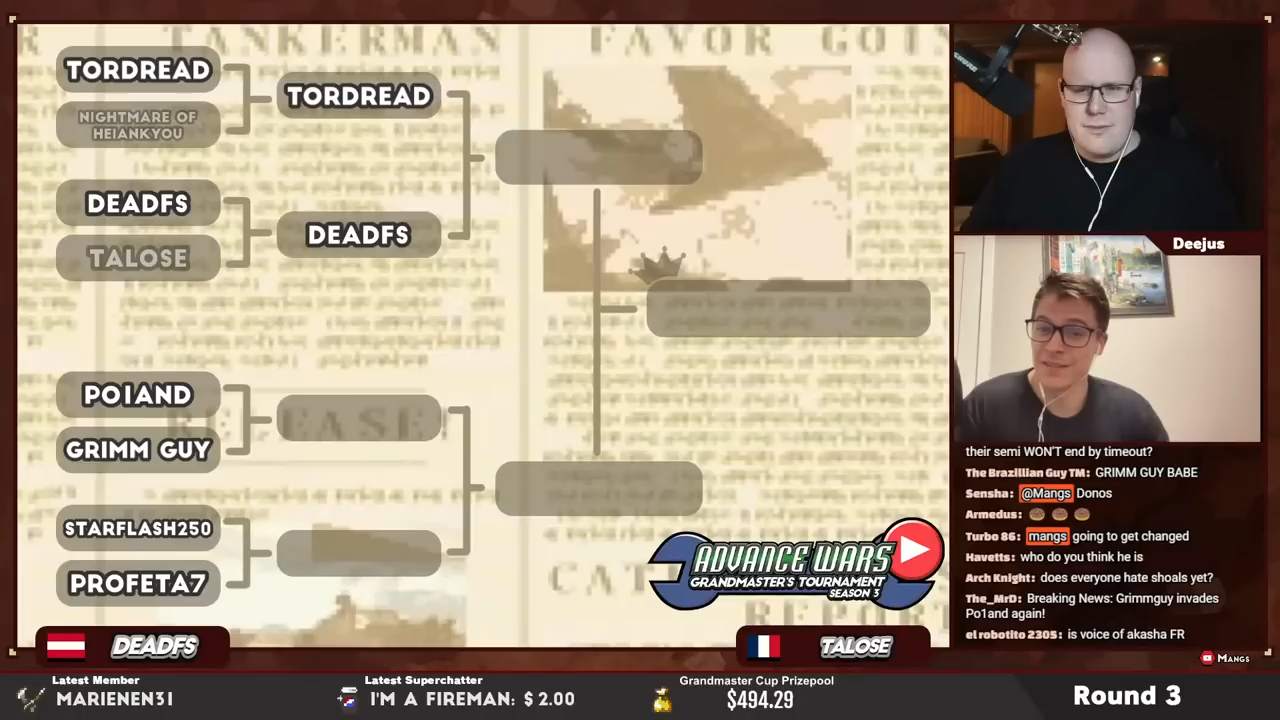 TANKERMAN
FAVOR GOI
TORDREAD
NIGHTMARE OF
HEIANKYOU
TORDREAD
DEADFS
TALOSE
DEADFS
PO1AND
GRIMM GUY
STARFLASH250
PROFETA7
ADVANCE WARS
GRANDMASTER'S TOURNAMENT
SEASON 3
DEADFS
TALOSE
SHURE
Deejus
their semi WON'T end by timeout?
The Brazillian Guy TM: GRIMM GUY BABE
Sensha: @Mangs Donos
Armedus: 🍩 🍩 🍩
Turbo 86: mangs going to get changed
Havetts: who do you think he is
Arch Knight: does everyone hate shoals yet?
The_MrD: Breaking News: Grimmguy invades
Po1and again!
el robotito 2305: is voice of akasha FR
MANGS
Latest Member
MARIENEN31
Latest Superchatter
I'M A FIREMAN: $ 2.00
Grandmaster Cup Prizepool
$494.29
Round 3